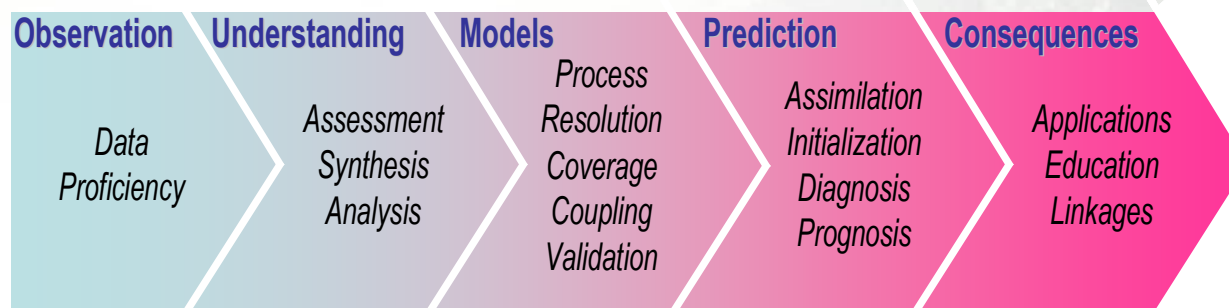 Observation
Data
Proficiency
Understanding
Assessment
Synthesis
Analysis
Models
Process
Resolution
Coverage
Coupling
Validation
Prediction
Assimilation
Initialization
Diagnosis
Prognosis
Consequences
Applications
Education
Linkages